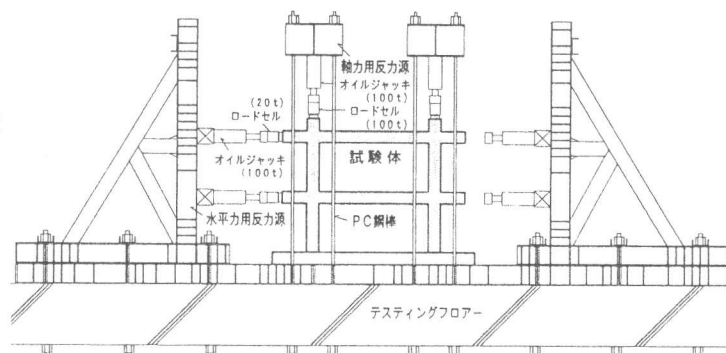 軸力用反力源
オイルジャッキ
(100t)
ロードセル
(100t)
(20t)
ロードセル
オイルジャッキ
(100t)
試験体
水平力用反力源
PC鋼棒
テスティングフロアー